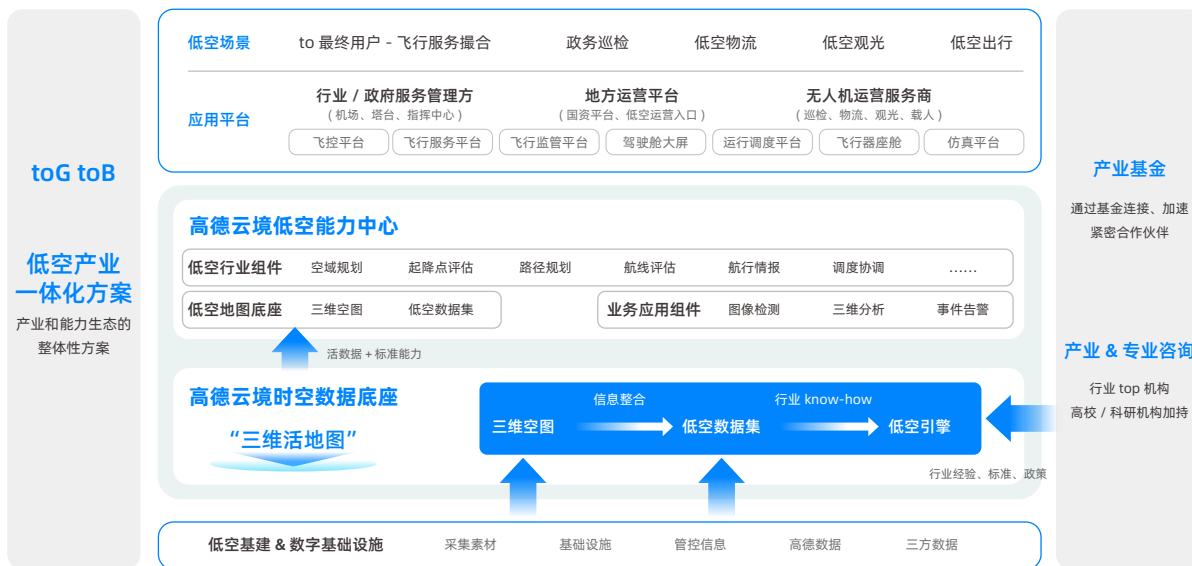 toG toB
低空产业
一体化方案
产业和能力生态的
整体性方案
低空场景 to 最终用户 - 飞行服务撮合 政务巡检 低空物流 低空观光 低空出行
应用平台
行业 / 政府服务管理方 地方运营平台 无人机运营服务商
( 机场、塔台、指挥中心 ) ( 国资平台、低空运营入口 ) ( 巡检、物流、观光、载人 )
飞控平台 飞行服务平台 飞行监管平台 驾驶舱大屏 运行调度平台 飞行器座舱 仿真平台
高德云境低空能力中心
低空行业组件 空域规划 起降点评估 路径规划 航线评估 航行情报 调度协调 ……
低空地图底座 三维空图 低空数据集 业务应用组件 图像检测 三维分析 事件告警
活数据 + 标准能力
高德云境时空数据底座
“三维活地图”
信息整合 行业 know-how
三维空图 低空数据集 低空引擎
行业经验、标准、政策
低空基建 & 数字基础设施 采集素材 基础设施 管控信息 高德数据 三方数据
产业基金
通过基金连接、加速
紧密合作伙伴
产业 & 专业咨询
行业 top 机构
高校 / 科研机构加持